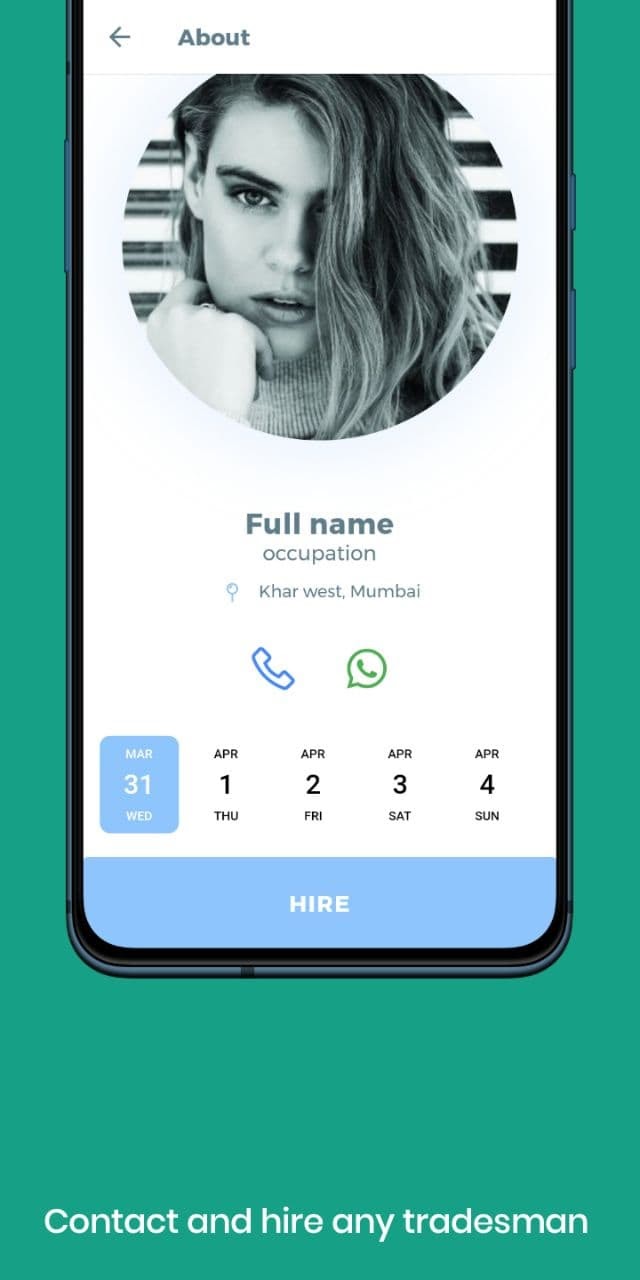 About
Full name
occupation
Khar west, Mumbai
MAR APR APR APR APR
31 1 2 3 4
WED THU FRI SAT SUN
HIRE
Contact and hire any tradesman